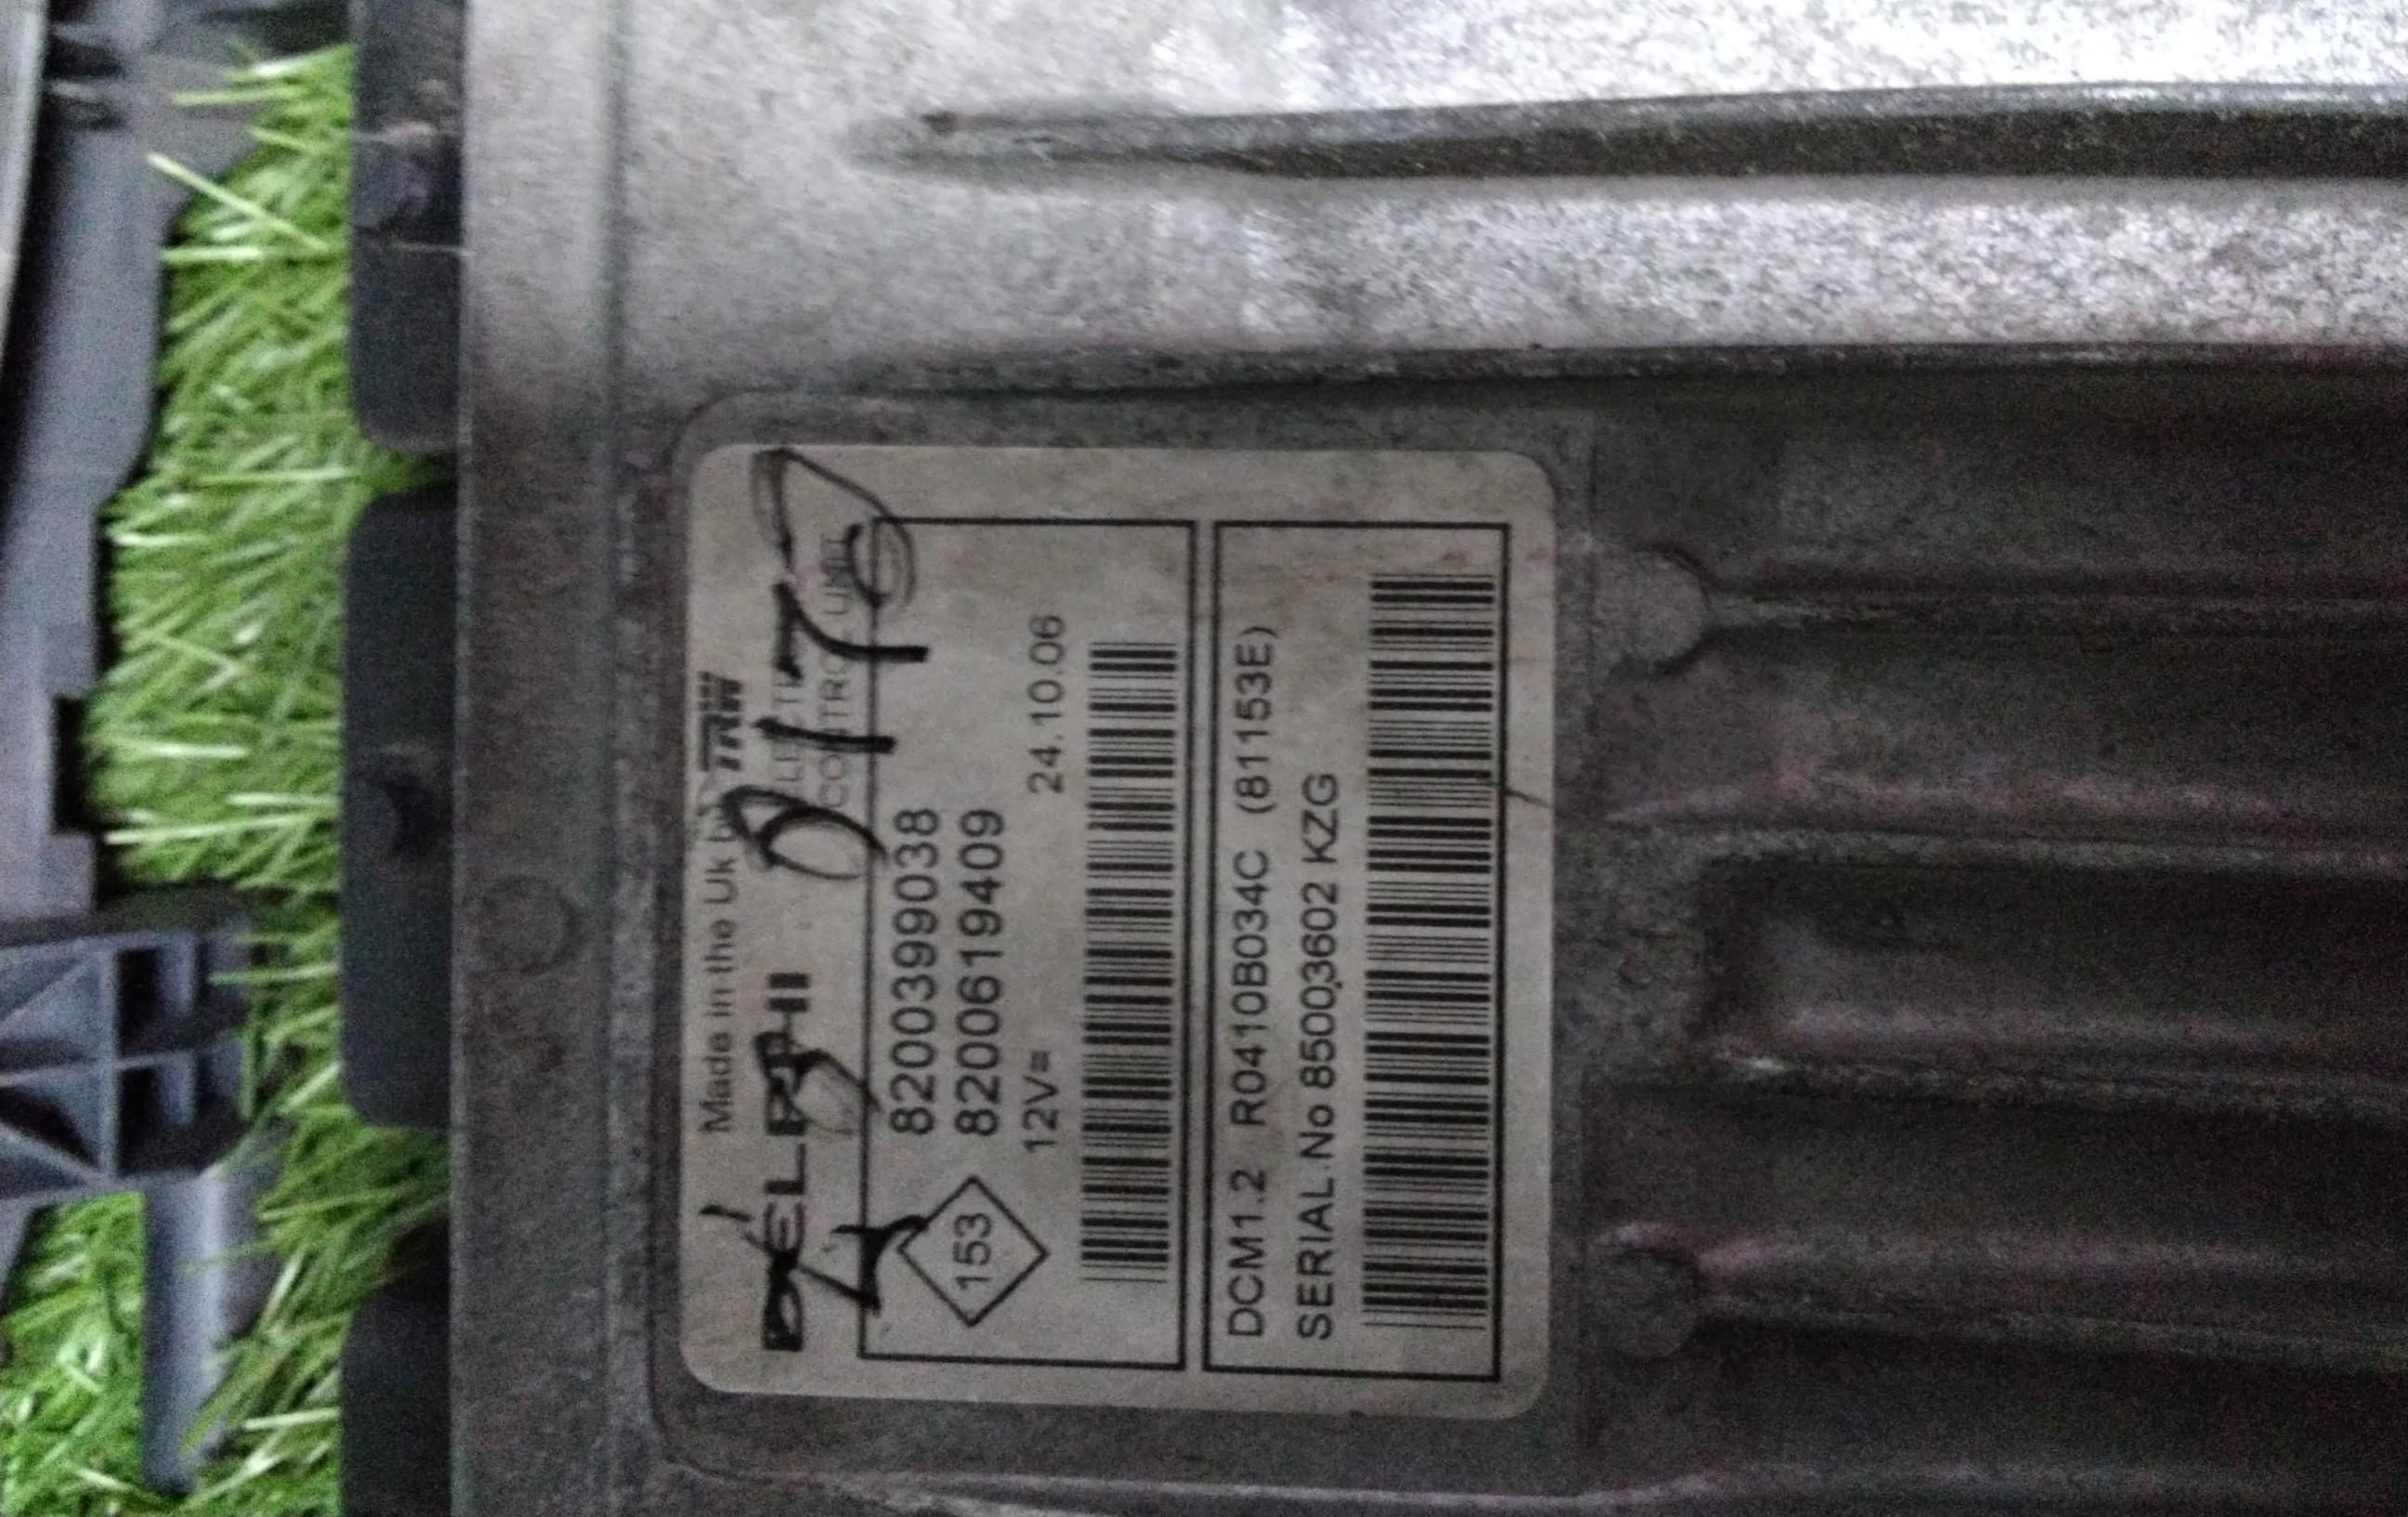 Made in the Uk by TRW
DELPHI
ELECTRONIC
CONTROL UNIT
8200399038
8200619409
12V= 24.10.06
153
DCM1.2 R0410B034C (81153E)
SERIAL.No 85003602 KZG